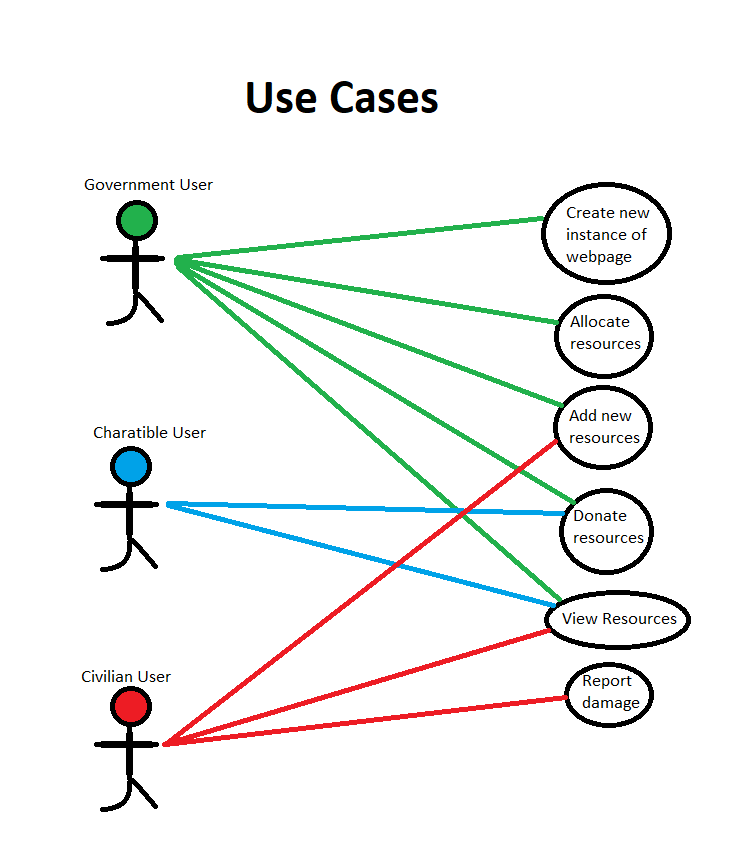 Use Cases
Government User
Create new
instance of
webpage
Allocate
resources
Add new
resources
Charatible User
Donate
resources
View Resources
Civilian User
Report
damage